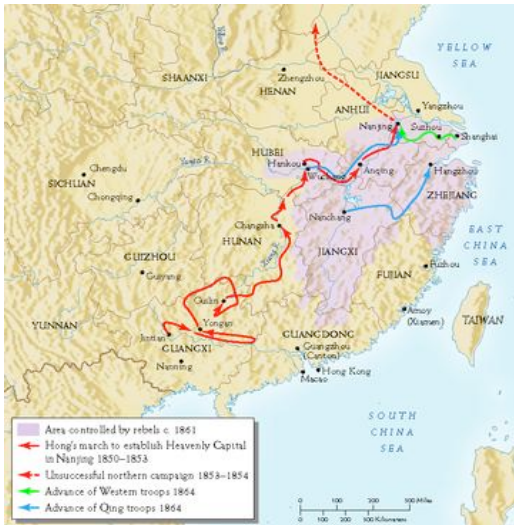 YELLOW
SEA
SHAANXI
Zhengzhou
HENAN
JIANGSU
ANHUI
Yangzhou
Nanjing
Suzhou
Shanghai
HUBEI
Hankou
Wuchang
Anqing
Hangzhou
Chengdu
SICHUAN
Chongqing
ZHEJIANG
Nanchang
Changsha
HUNAN
JIANGXI
EAST
CHINA
SEA
GUIZHOU
Guiyang
FUJIAN
Fuzhou
Guilin
Yongan
Jintian
YUNNAN
GUANGXI
GUANGDONG
Amoy
(Xiamen)
TAIWAN
Nanning
Guangzhou
(Canton)
Hong Kong
Macao
SOUTH
CHINA
SEA
Area controlled by rebels c. 1861
Hong's march to establish Heavenly Capital
in Nanjing 1850–1853
Unsuccessful northern campaign 1853–1854
Advance of Western troops 1864
Advance of Qing troops 1864